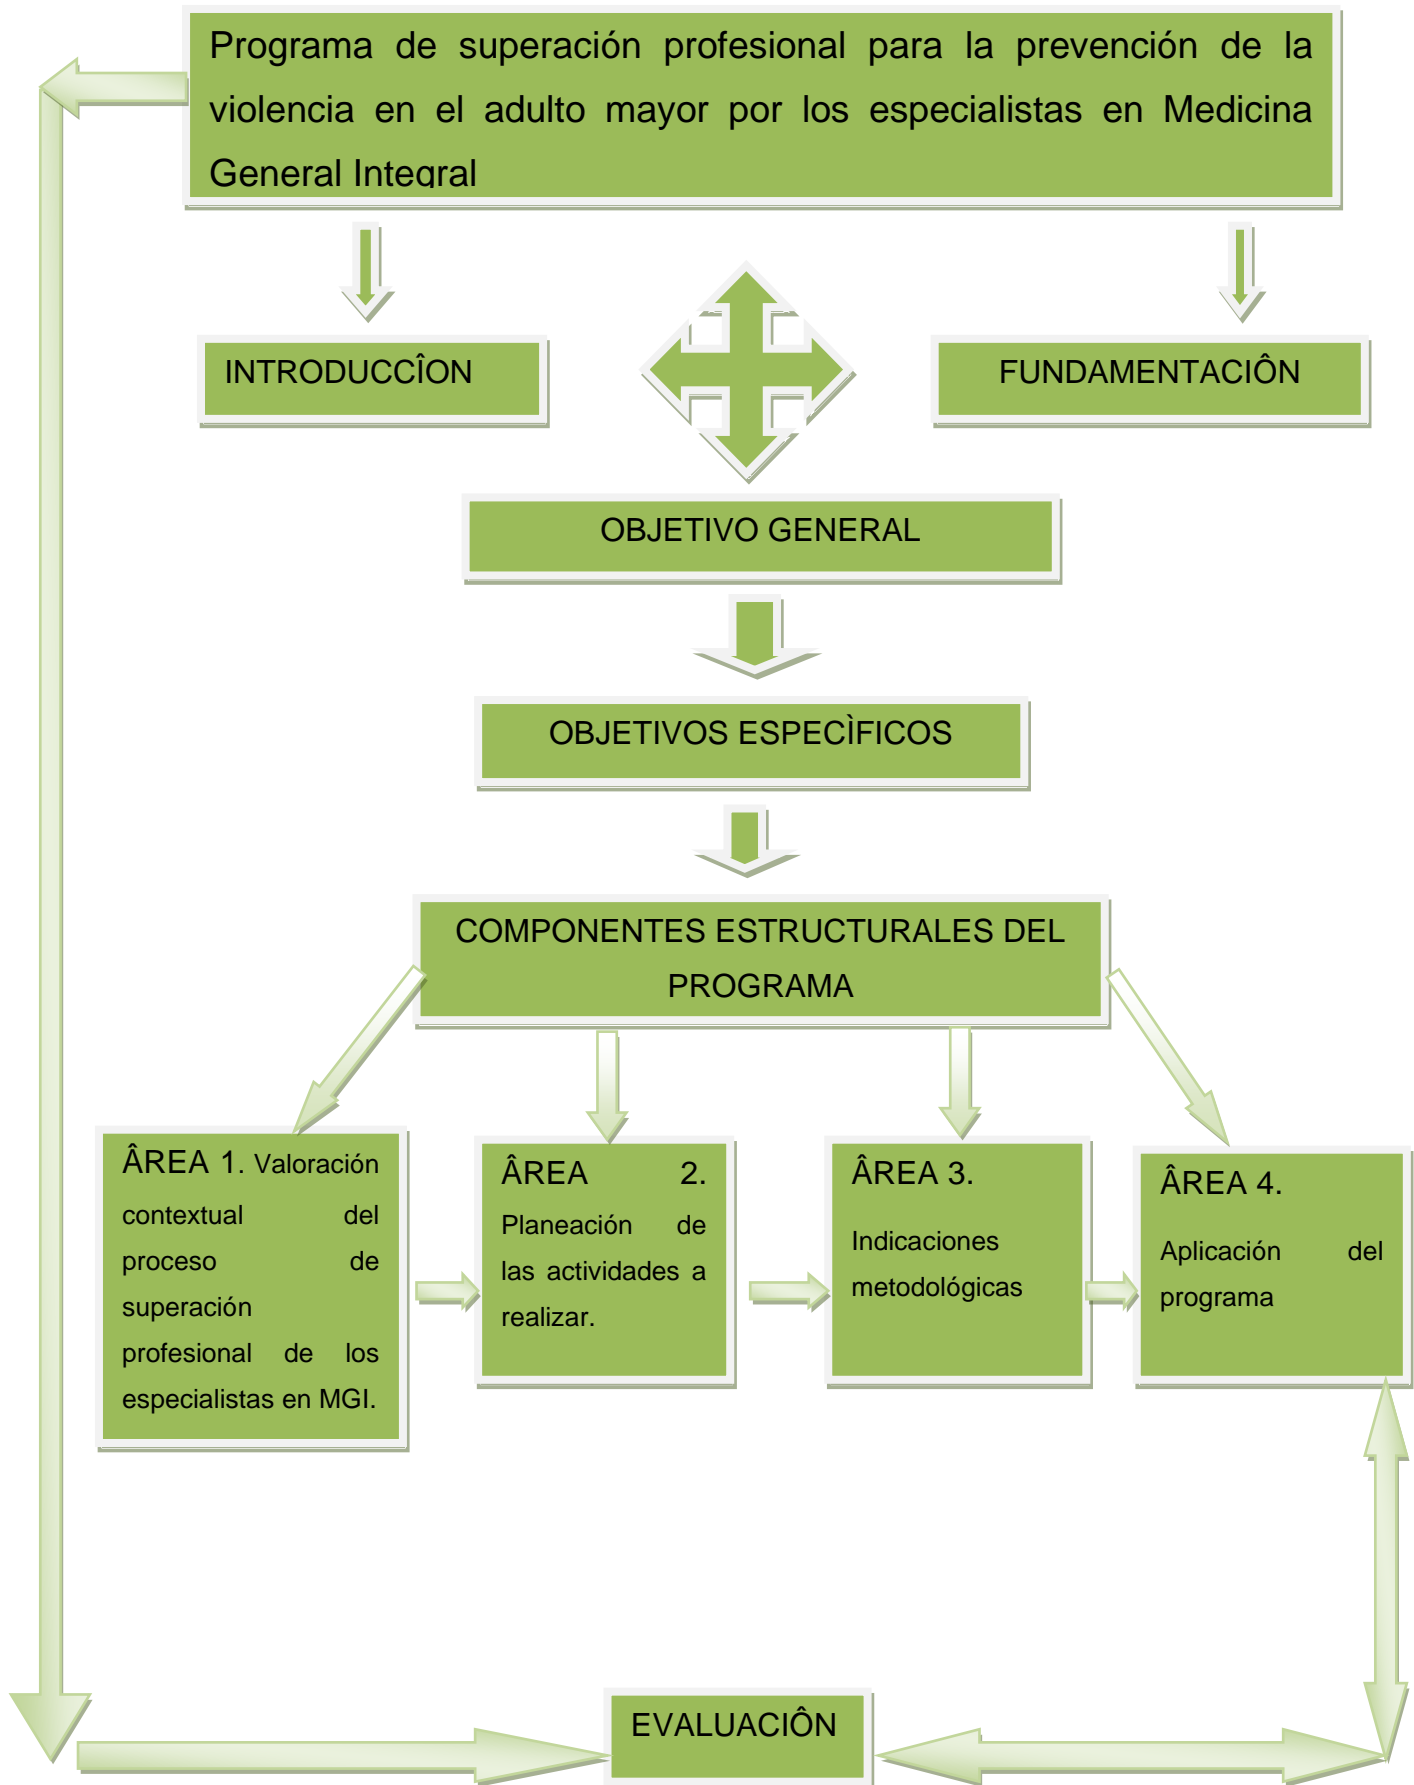 Programa de superación profesional para la prevención de la
violencia en el adulto mayor por los especialistas en Medicina
General Integral
INTRODUCCÎON
FUNDAMENTACIÔN
OBJETIVO GENERAL
OBJETIVOS ESPECÌFICOS
COMPONENTES ESTRUCTURALES DEL
PROGRAMA
ÂREA 1. Valoración
contextual del
proceso de
superación
profesional de los
especialistas en MGI.
ÂREA 2.
Planeación de
las actividades a
realizar.
ÂREA 3.
Indicaciones
metodológicas
ÂREA 4.
Aplicación del
programa
EVALUACIÔN